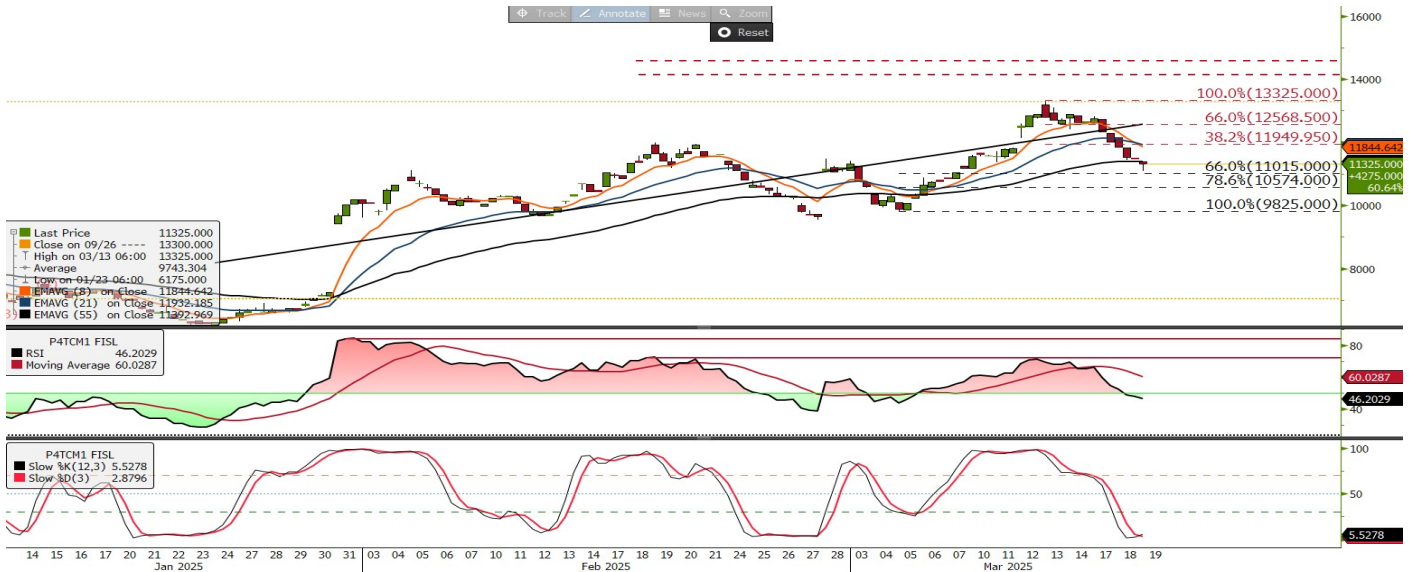 Track Annotate News Zoom
Reset
16000
14000
100.0%(13325.000)
66.0%(12568.500)
38.2%(11949.950)
11844.642
11325.000
+4275.000
60.64%
66.0%(11015.000)
78.6%(10574.000)
10000
100.0%(9825.000)
8000
Last Price 11325.000
Close on 09/26 ---- 13300.000
High on 03/13 06:00 13325.000
Average 9743.304
Low on 01/23 06:00 6175.000
EMAVG (8) on Close 11844.642
EMAVG (21) on Close 11932.185
EMAVG (55) on Close 11392.969
P4TCM1 FISL
RSI 46.2029
Moving Average 60.0287
80
60.0287
46.2029
40
P4TCM1 FISL
Slow %K(12,3) 5.5278
Slow %D(3) 2.8796
100
50
5.5278
14 15 16 17 20 21 22 23 24 27 28 29 30 31 03 04 05 06 07 10 11 12 13 14 17 18 19 20 21 24 25 26 27 28 03 04 05 06 07 10 11 12 13 14 17 18 19
Jan 2025 Feb 2025 Mar 2025